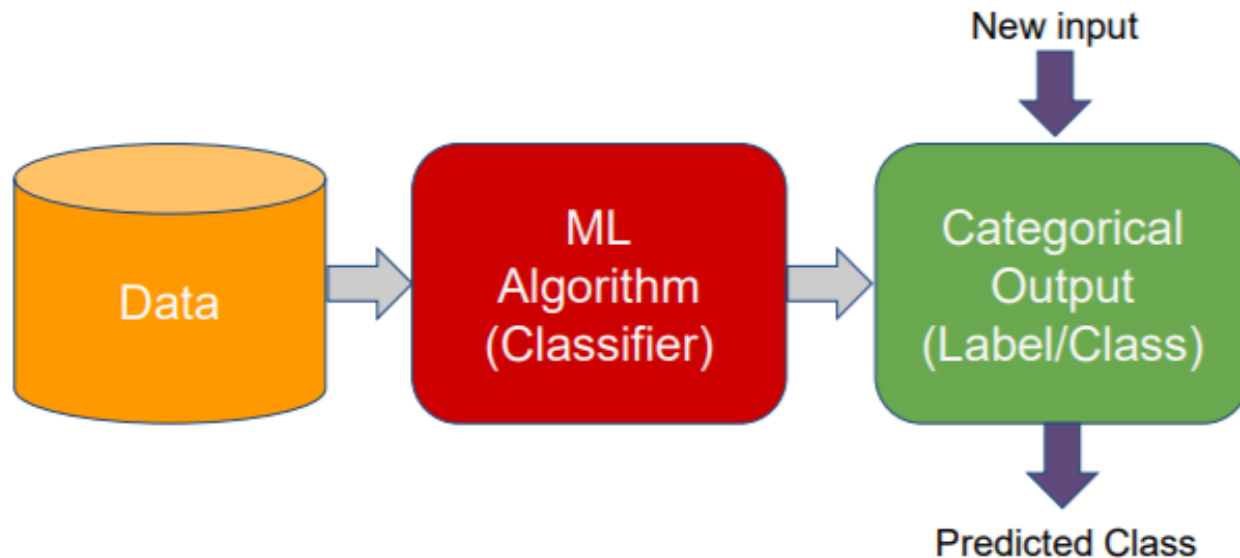 New input
Data
ML
Algorithm
(Classifier)
Categorical
Output
(Label/Class)
Predicted Class